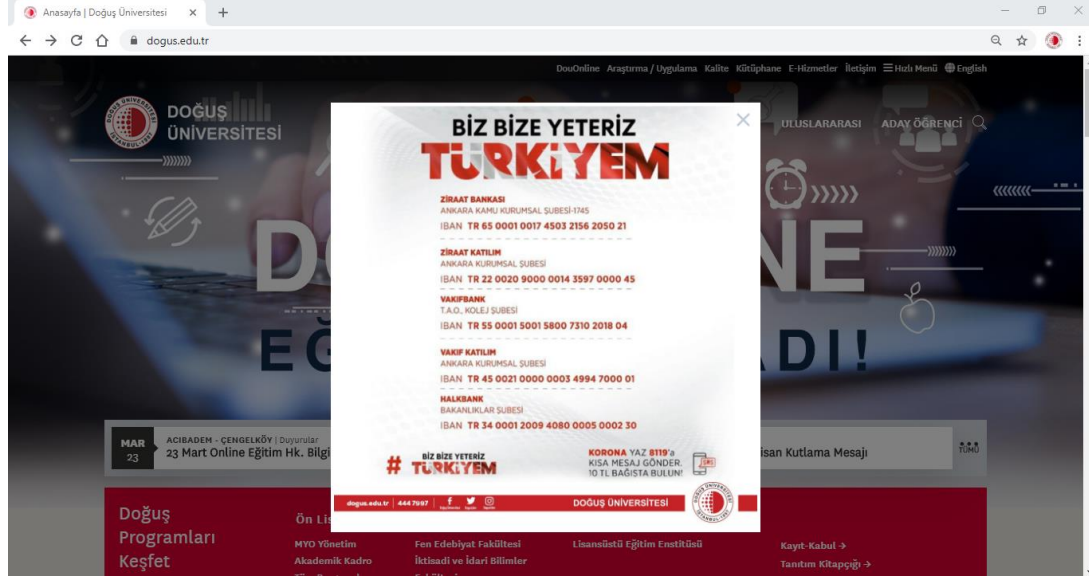 Anasayfa | Doğuş Üniversitesi
dogus.edu.tr
DouOnline Araştırma / Uygulama Kalite Kütüphane E-Hizmetler İletişim Hızlı Menü English
DOĞUŞ
ÜNİVERSİTESİ
ULUSLARARASI ADAY ÖĞRENCİ
BİZ BİZE YETERİZ
TÜRKİYEM
ZİRAAT BANKASI
ANKARA KAMU KURUMSAL ŞUBESİ-1745
IBAN TR 65 0001 0017 4503 2156 2050 21
ZİRAAT KATILIM
ANKARA KURUMSAL ŞUBESİ
IBAN TR 22 0020 9000 0014 3597 0000 45
VAKIFBANK
T.A.O., KOLEJ ŞUBESİ
IBAN TR 55 0001 5001 5800 7310 2018 04
VAKIF KATILIM
ANKARA KURUMSAL ŞUBESİ
IBAN TR 45 0021 0000 0003 4994 7000 01
HALKBANK
BAKANLIKLAR ŞUBESİ
IBAN TR 34 0001 2009 4080 0005 0002 30
# BİZ BİZE YETERİZ
TÜRKİYEM
KORONA YAZ 8119'a
KISA MESAJ GÖNDER.
10 TL BAĞIŞTA BULUN!
SMS
dogus.edu.tr 444 7 997
DOĞUŞ ÜNİVERSİTESİ
D NE
EĞ ADI!
MAR
23
ACIBADEM - ÇENGELKÖY | Duyurular
23 Mart Online Eğitim Hk. Bilgi
isan Kutlama Mesajı
TÜMÜ
Doğuş
Programları
Keşfet
Ön Lis
MYO Yönetim
Akademik Kadro
Fen Edebiyat Fakültesi
İktisadi ve İdari Bilimler
Lisansüstü Eğitim Enstitüsü
Kayıt-Kabul →
Tanıtım Kitapçığı →